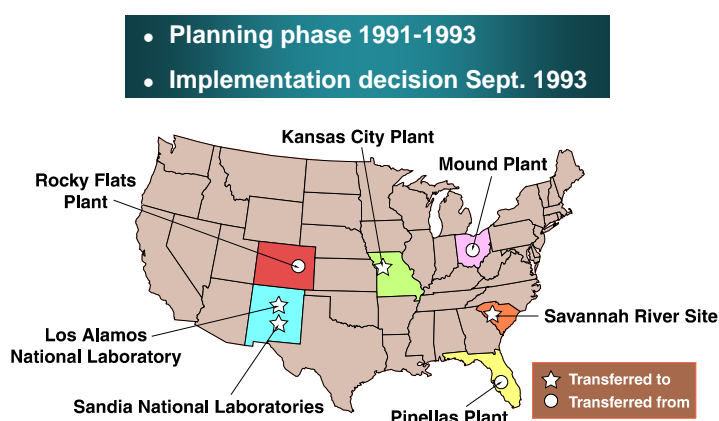 • Planning phase 1991-1993
• Implementation decision Sept. 1993
Kansas City Plant
Mound Plant
Rocky Flats
Plant
Los Alamos
National Laboratory
Savannah River Site
Sandia National Laboratories
Pinellas Plant
Transferred to
Transferred from